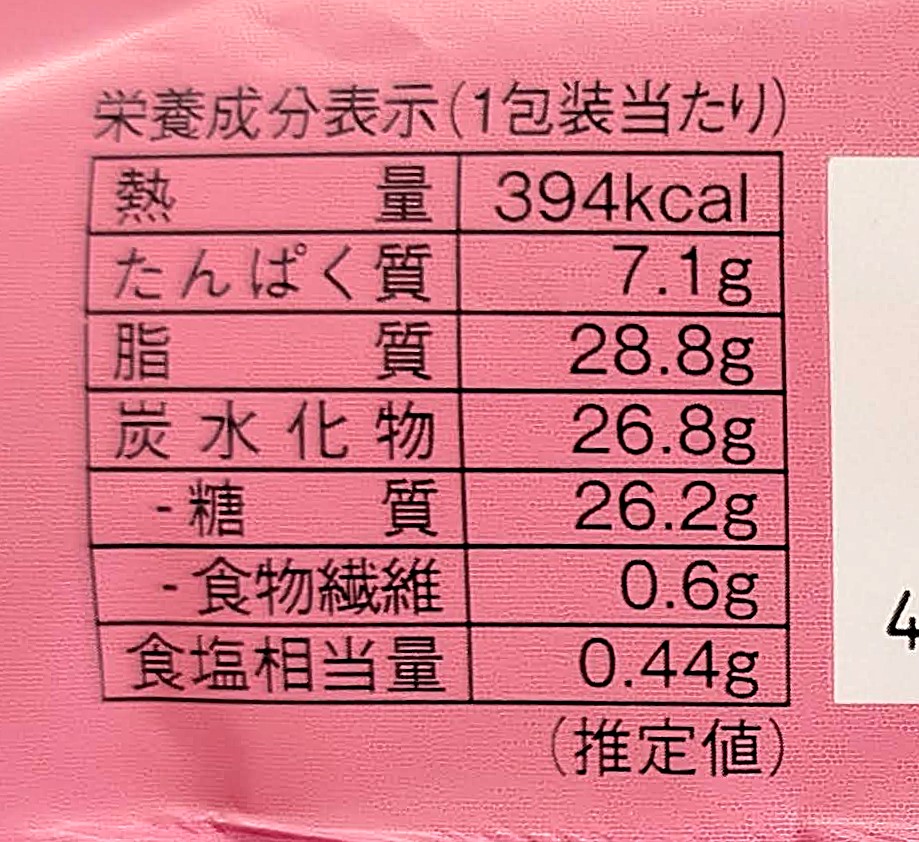 栄養成分表示(1包装当たり)
熱量 394kcal
たんぱく質 7.1g
脂質 28.8g
炭水化物 26.8g
-糖質 26.2g
-食物繊維 0.6g
食塩相当量 0.44g
(推定値)
4